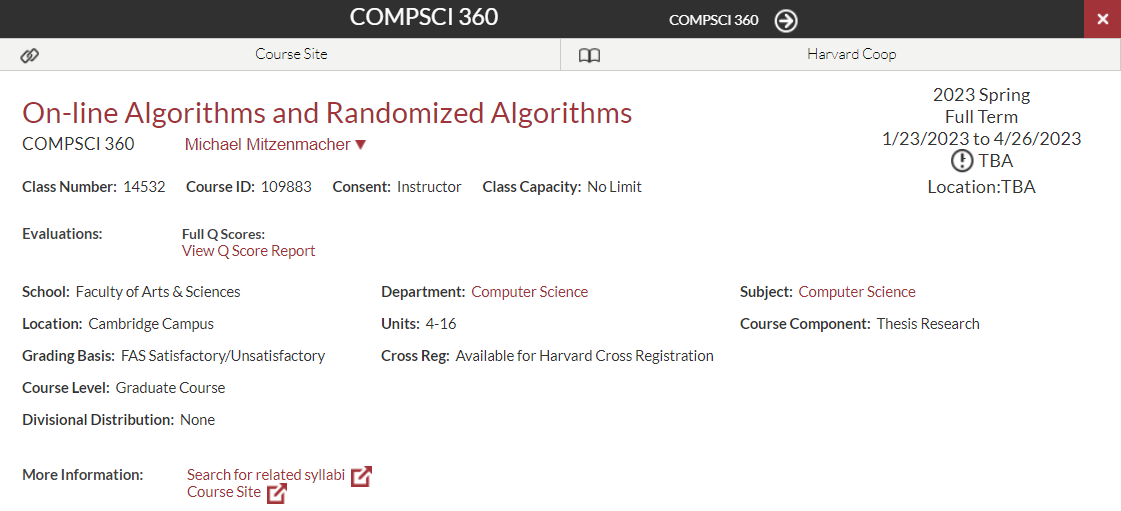 COMPSCI 360
COMPSCI 360
Course Site
Harvard Coop
On-line Algorithms and Randomized Algorithms
COMPSCI 360 Michael Mitzenmacher
2023 Spring
Full Term
1/23/2023 to 4/26/2023
TBA
Location:TBA
Class Number: 14532 Course ID: 109883 Consent: Instructor Class Capacity: No Limit
Evaluations: Full Q Scores:
View Q Score Report
School: Faculty of Arts & Sciences Department: Computer Science Subject: Computer Science
Location: Cambridge Campus Units: 4-16 Course Component: Thesis Research
Grading Basis: FAS Satisfactory/Unsatisfactory Cross Reg: Available for Harvard Cross Registration
Course Level: Graduate Course
Divisional Distribution: None
More Information: Search for related syllabi
Course Site